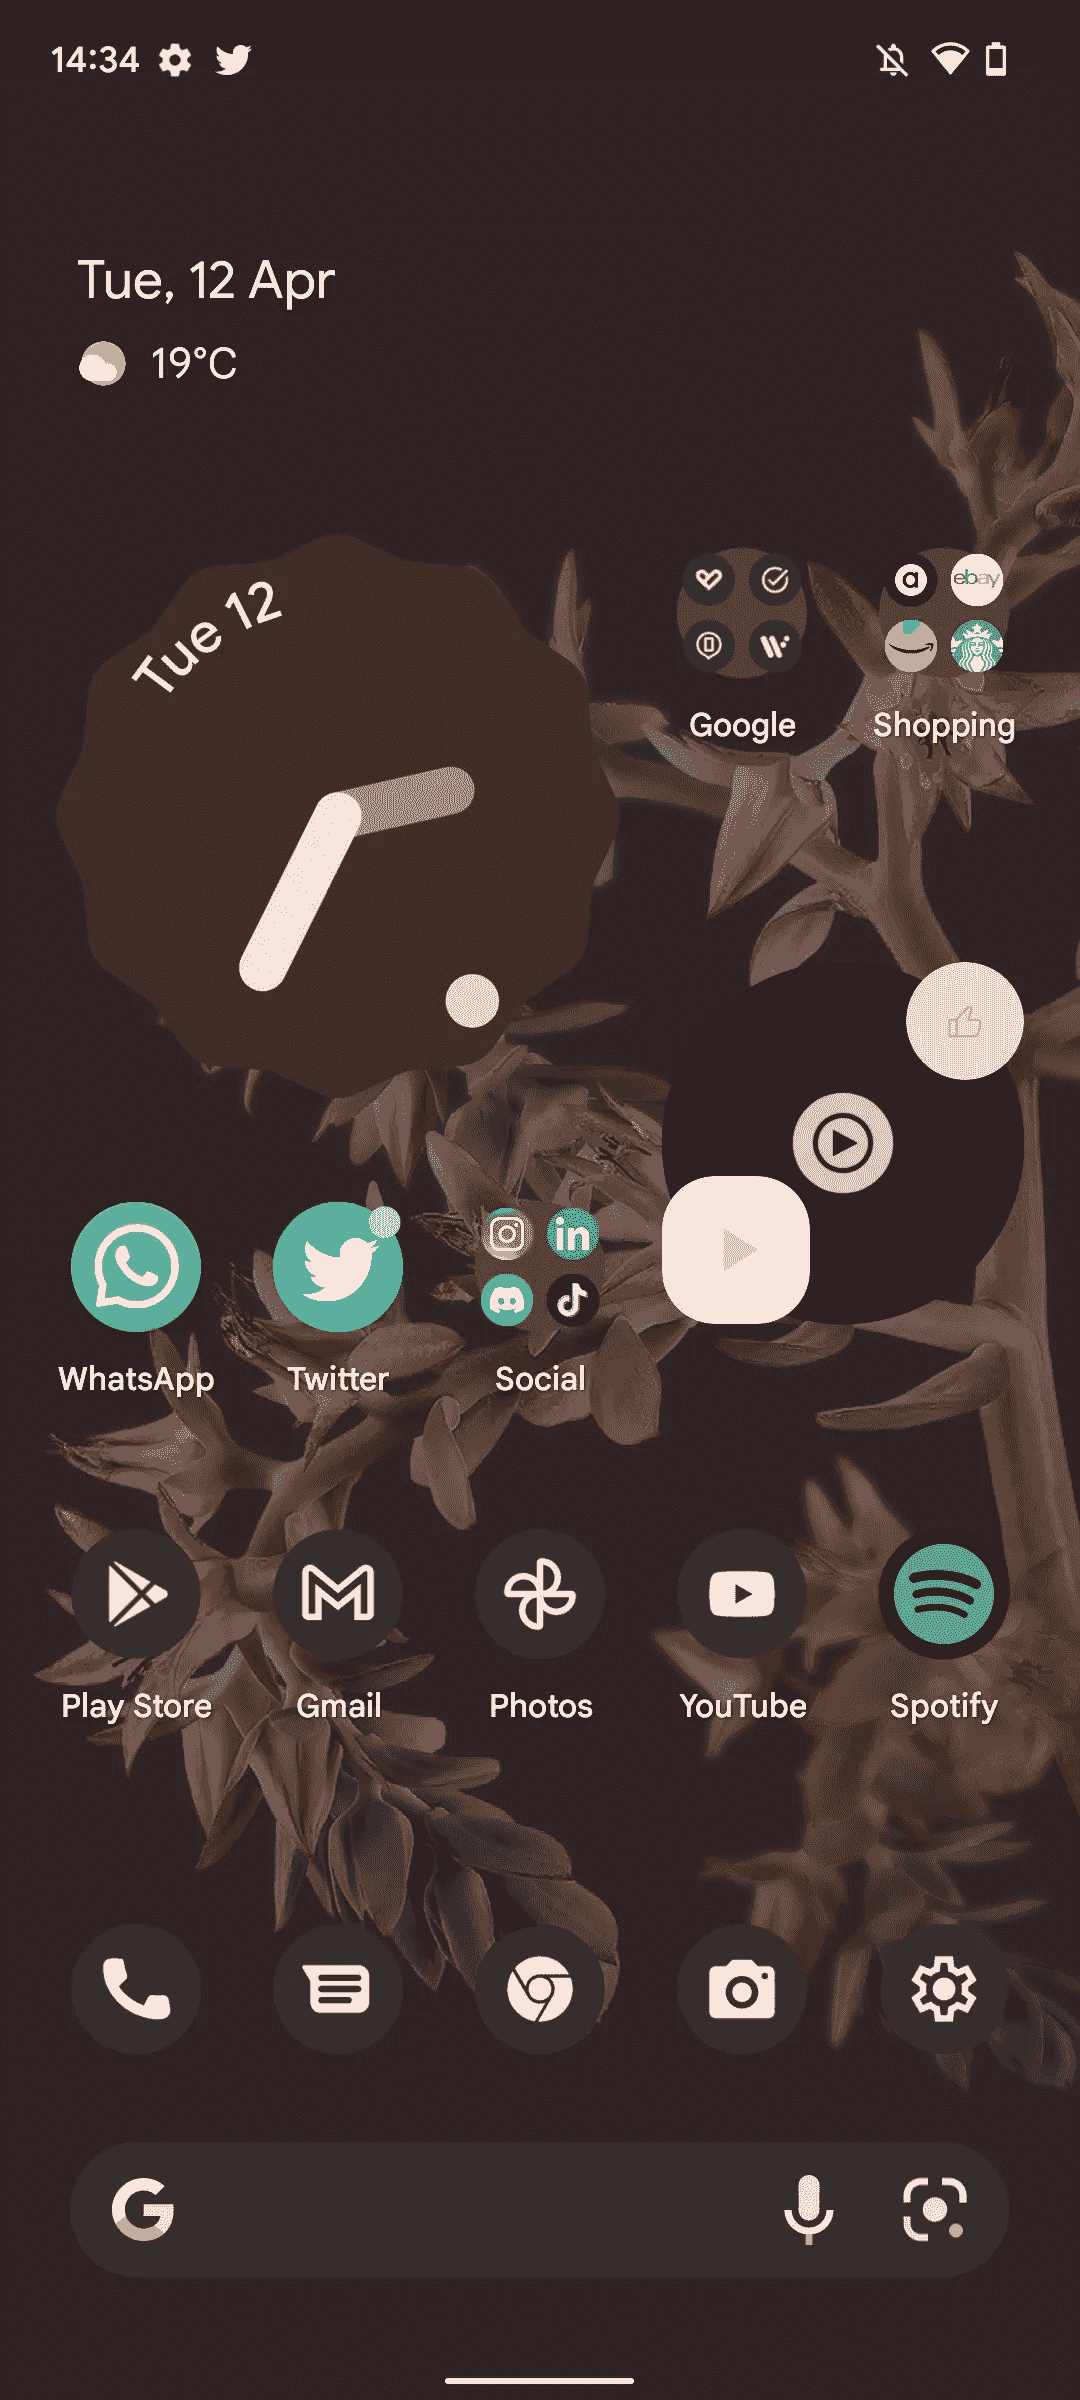 14:34
Tue, 12 Apr
19°C
Tue 12
a
ebay
Google
Shopping
in
WhatsApp
Twitter
Social
Play Store
Gmail
Photos
YouTube
Spotify